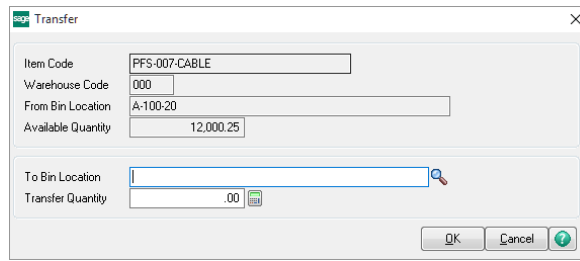 sage Transfer
Item Code PFS-007-CABLE
Warehouse Code 000
From Bin Location A-100-20
Available Quantity 12,000.25
To Bin Location
Transfer Quantity .00
OK Cancel ?